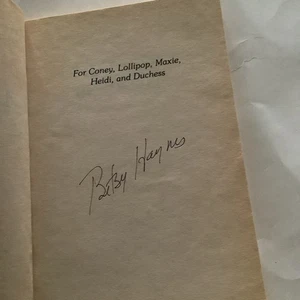 For Coney, Lollipop, Maxie,
Heidi, and Duchess
Betsy Haynes